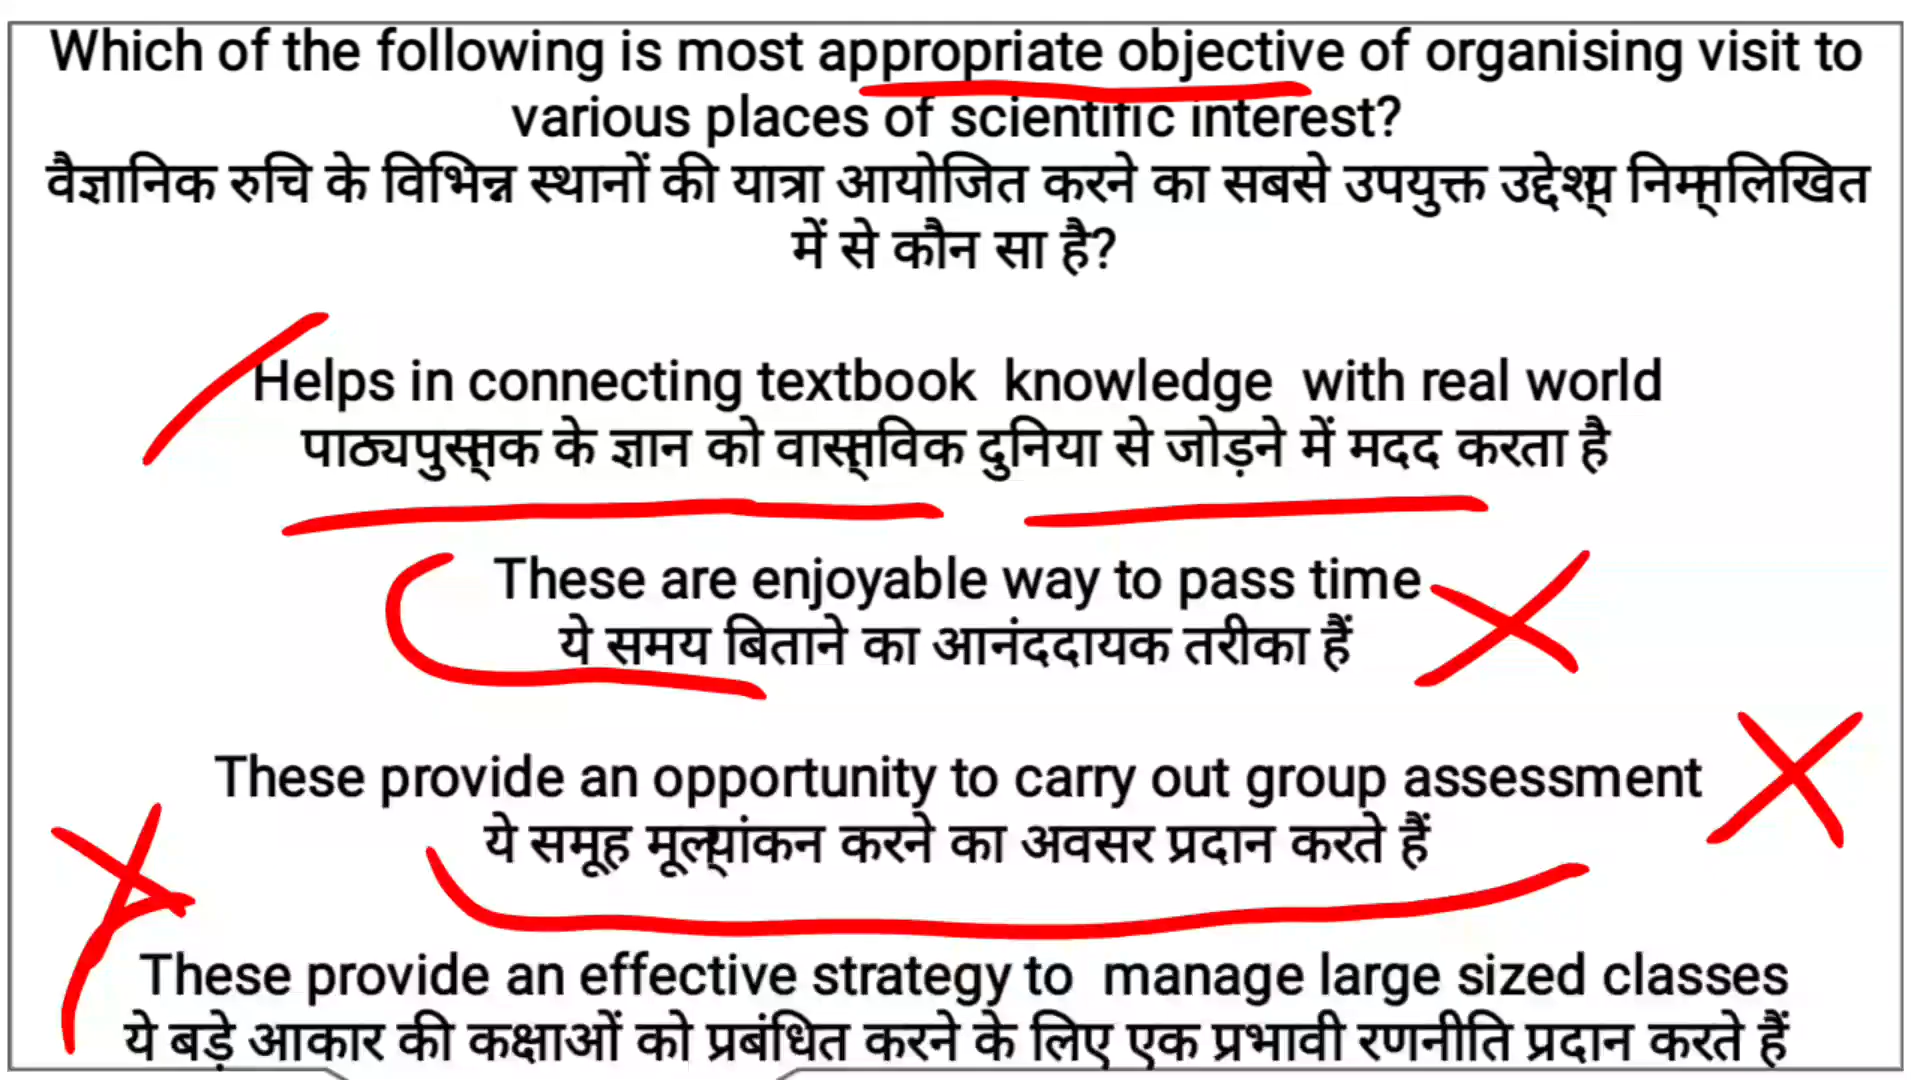 Which of the following is most appropriate objective of organising visit to
various places of scientific interest?
वैज्ञानिक रुचि के विभिन्न स्थानों की यात्रा आयोजित करने का सबसे उपयुक्त उद्देश्य निम्नलिखित
में से कौन सा है?
Helps in connecting textbook knowledge with real world
पाठ्यपुस्तक के ज्ञान को वास्तविक दुनिया से जोड़ने में मदद करता है
These are enjoyable way to pass time
ये समय बिताने का आनंददायक तरीका हैं
These provide an opportunity to carry out group assessment
ये समूह मूल्यांकन करने का अवसर प्रदान करते हैं
These provide an effective strategy to manage large sized classes
ये बड़े आकार की कक्षाओं को प्रबंधित करने के लिए एक प्रभावी रणनीति प्रदान करते हैं